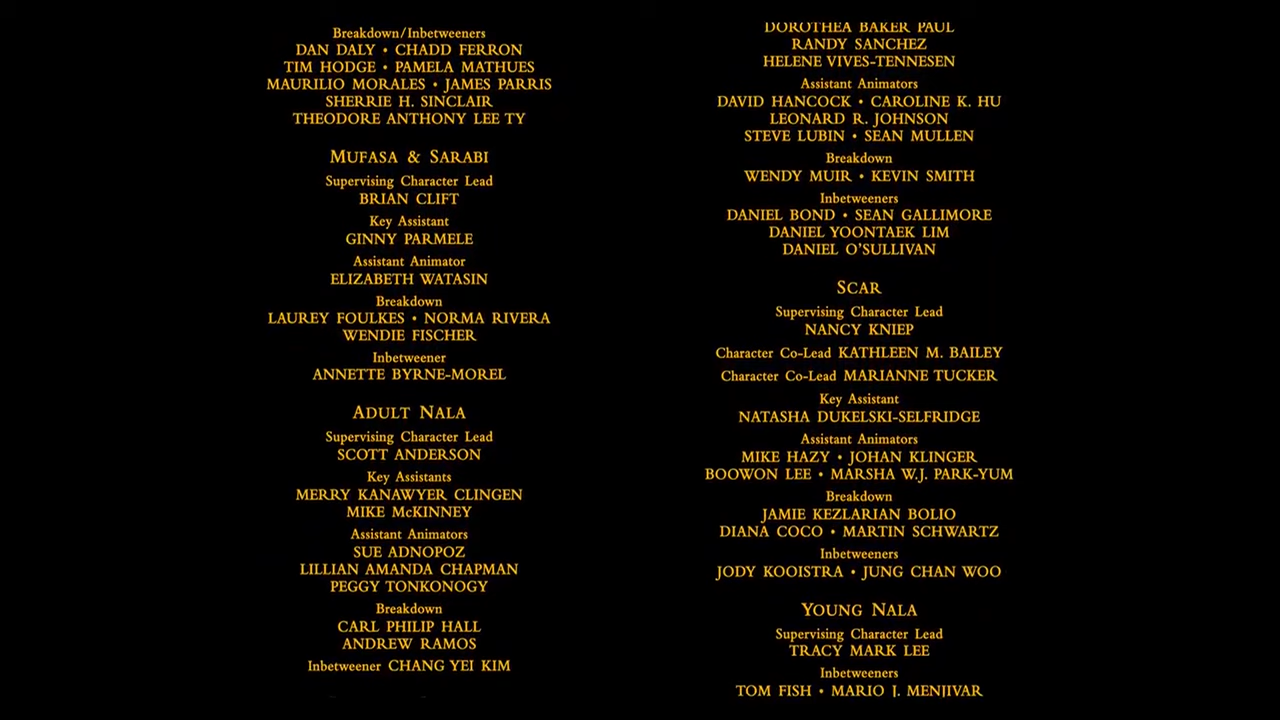 Breakdown/Inbetweeners
DAN DALY • CHADD FERRON
TIM HODGE • PAMELA MATHUES
MAURILIO MORALES • JAMES PARRIS
SHERRIE H. SINCLAIR
THEODORE ANTHONY LEE TY
MUFASA & SARABI
Supervising Character Lead
BRIAN CLIFT
Key Assistant
GINNY PARMELE
Assistant Animator
ELIZABETH WATASIN
Breakdown
LAUREY FOULKES • NORMA RIVERA
WENDIE FISCHER
Inbetweener
ANNETTE BYRNE-MOREL
ADULT NALA
Supervising Character Lead
SCOTT ANDERSON
Key Assistants
MERRY KANAWYER CLINGEN
MIKE McKINNEY
Assistant Animators
SUE ADNOPOZ
LILLIAN AMANDA CHAPMAN
PEGGY TONKONOGY
Breakdown
CARL PHILIP HALL
ANDREW RAMOS
Inbetweener CHANG YEI KIM
DOROTHEA BAKER PAUL
RANDY SANCHEZ
HELENE VIVES-TENNESEN
Assistant Animators
DAVID HANCOCK • CAROLINE K. HU
LEONARD R. JOHNSON
STEVE LUBIN • SEAN MULLEN
Breakdown
WENDY MUIR • KEVIN SMITH
Inbetweeners
DANIEL BOND • SEAN GALLIMORE
DANIEL YOONTAEK LIM
DANIEL O'SULLIVAN
SCAR
Supervising Character Lead
NANCY KNIEP
Character Co-Lead KATHLEEN M. BAILEY
Character Co-Lead MARIANNE TUCKER
Key Assistant
NATASHA DUKELSKI-SELFRIDGE
Assistant Animators
MIKE HAZY • JOHAN KLINGER
BOOWON LEE • MARSHA W.J. PARK-YUM
Breakdown
JAMIE KEZLARIAN BOLIO
DIANA COCO • MARTIN SCHWARTZ
Inbetweeners
JODY KOOISTRA • JUNG CHAN WOO
YOUNG NALA
Supervising Character Lead
TRACY MARK LEE
Inbetweeners
TOM FISH • MARIO J. MENJIVAR